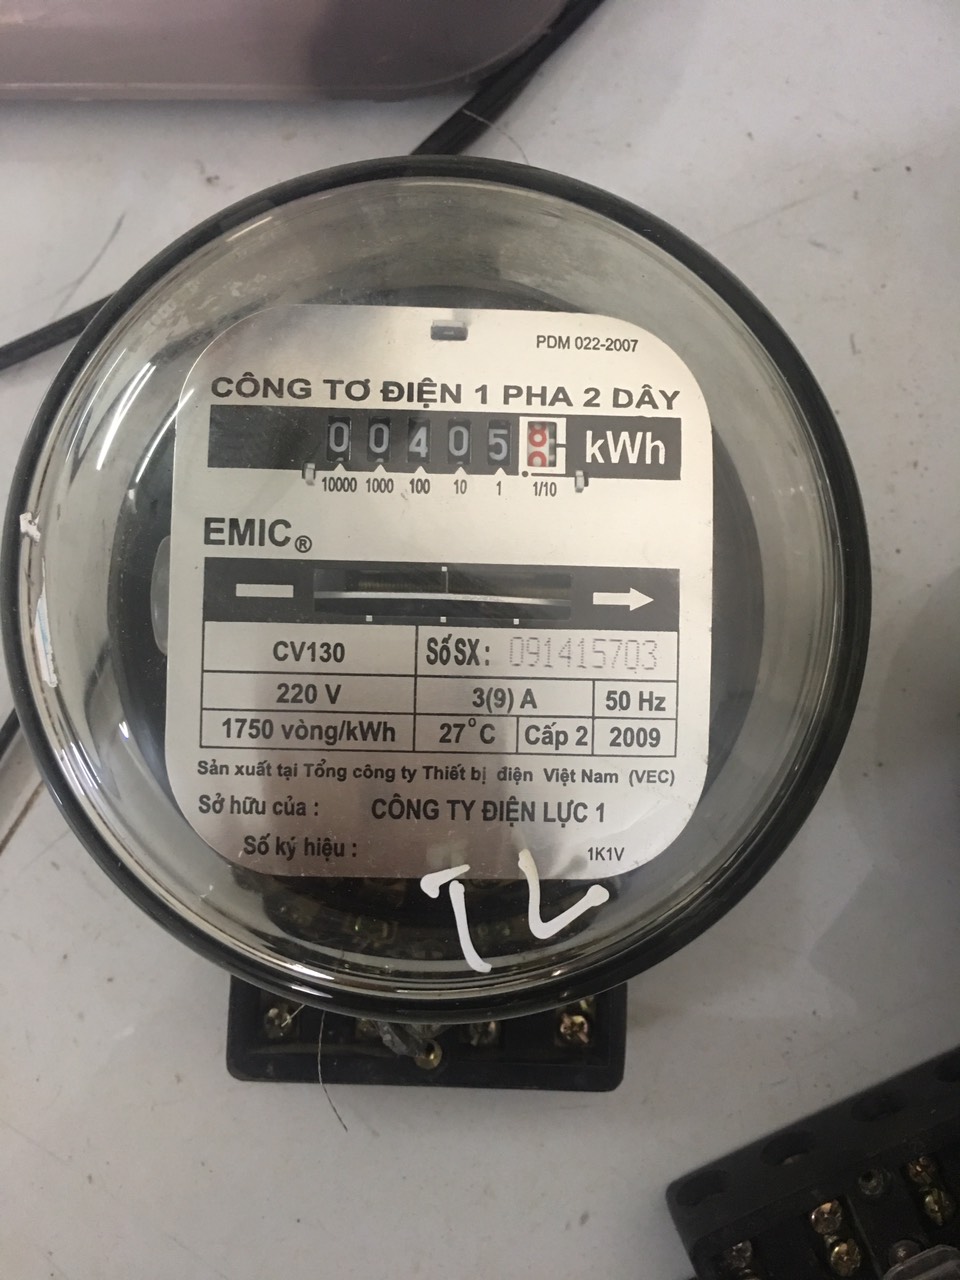 PDM 022-2007
CÔNG TƠ ĐIỆN 1 PHA 2 DÂY
0 0 4 0 5 8 kWh
10000 1000 100 10 1 1/10
EMIC®
CV130 Số SX: 091415703
220 V 3(9) A 50 Hz
1750 vòng/kWh 27°C Cấp 2 2009
Sản xuất tại Tổng công ty Thiết bị điện Việt Nam (VEC)
Sở hữu của : CÔNG TY ĐIỆN LỰC 1
Số ký hiệu : 1K1V
TL